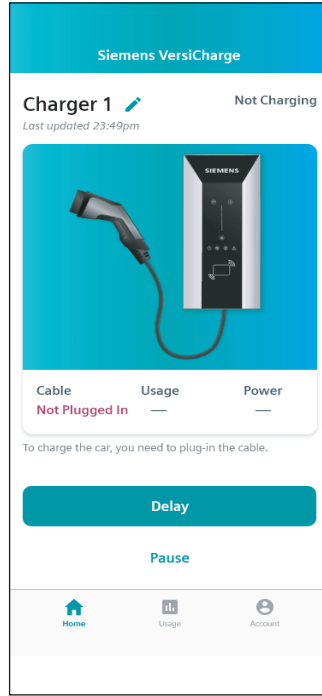 Siemens VersiCharge
Charger 1
Not Charging
Last updated 23:49pm
SIEMENS
Cable Usage Power
Not Plugged In — —
To charge the car, you need to plug-in the cable.
Delay
Pause
Home Usage Account